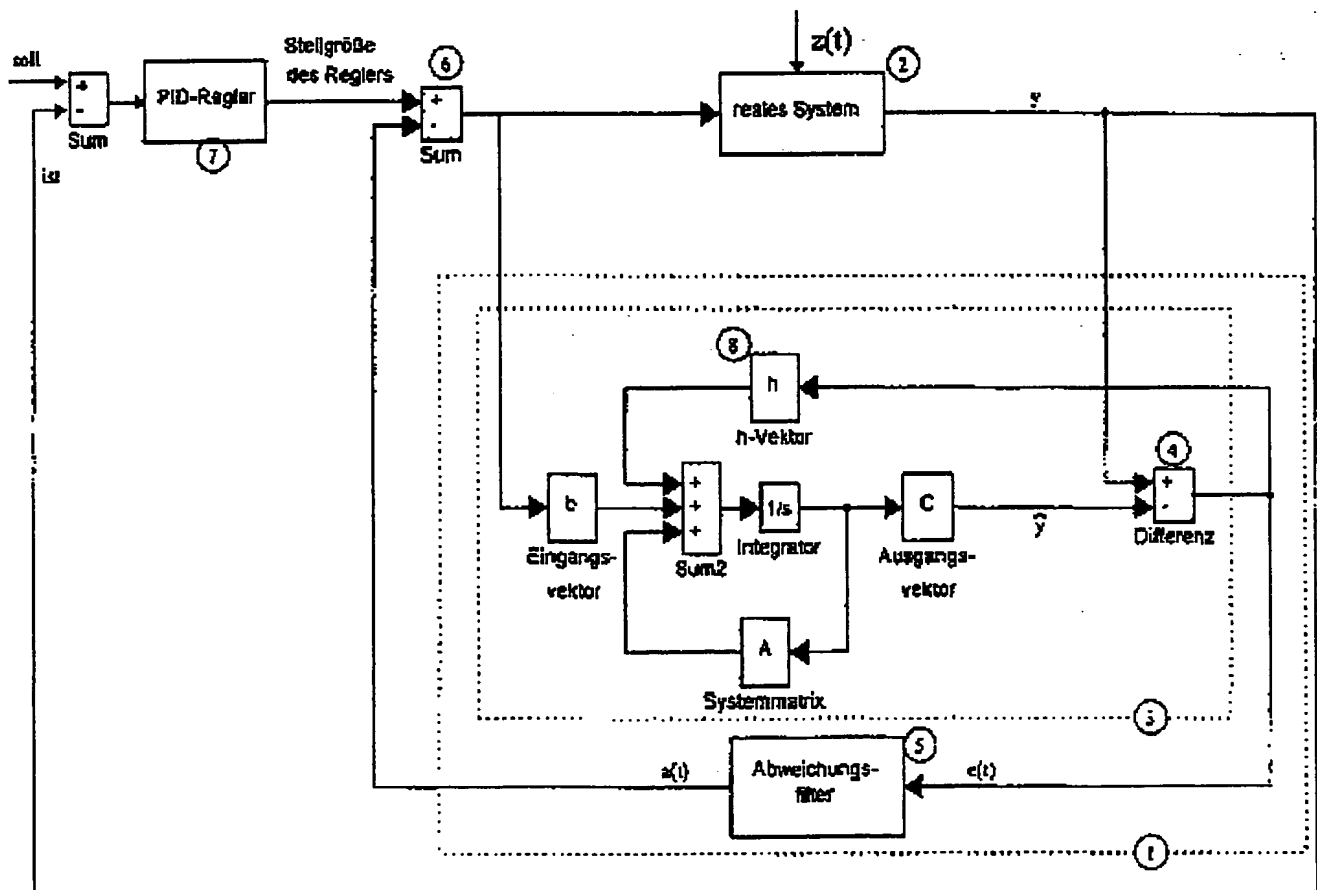 soll
+
-
Sum
ist
PID-Regler
7
Stellgröße
des Reglers
6
+
-
Sum
z(t)
2
reales System
8
h
h-Vektor
b
Eingangs-
vektor
+
+
+
Sum2
1/s
Integrator
C
Ausgangs-
vektor
ŷ
4
+
-
Differenz
A
Systemmatrix
3
5
Abweichungs-
filter
e(t)
1